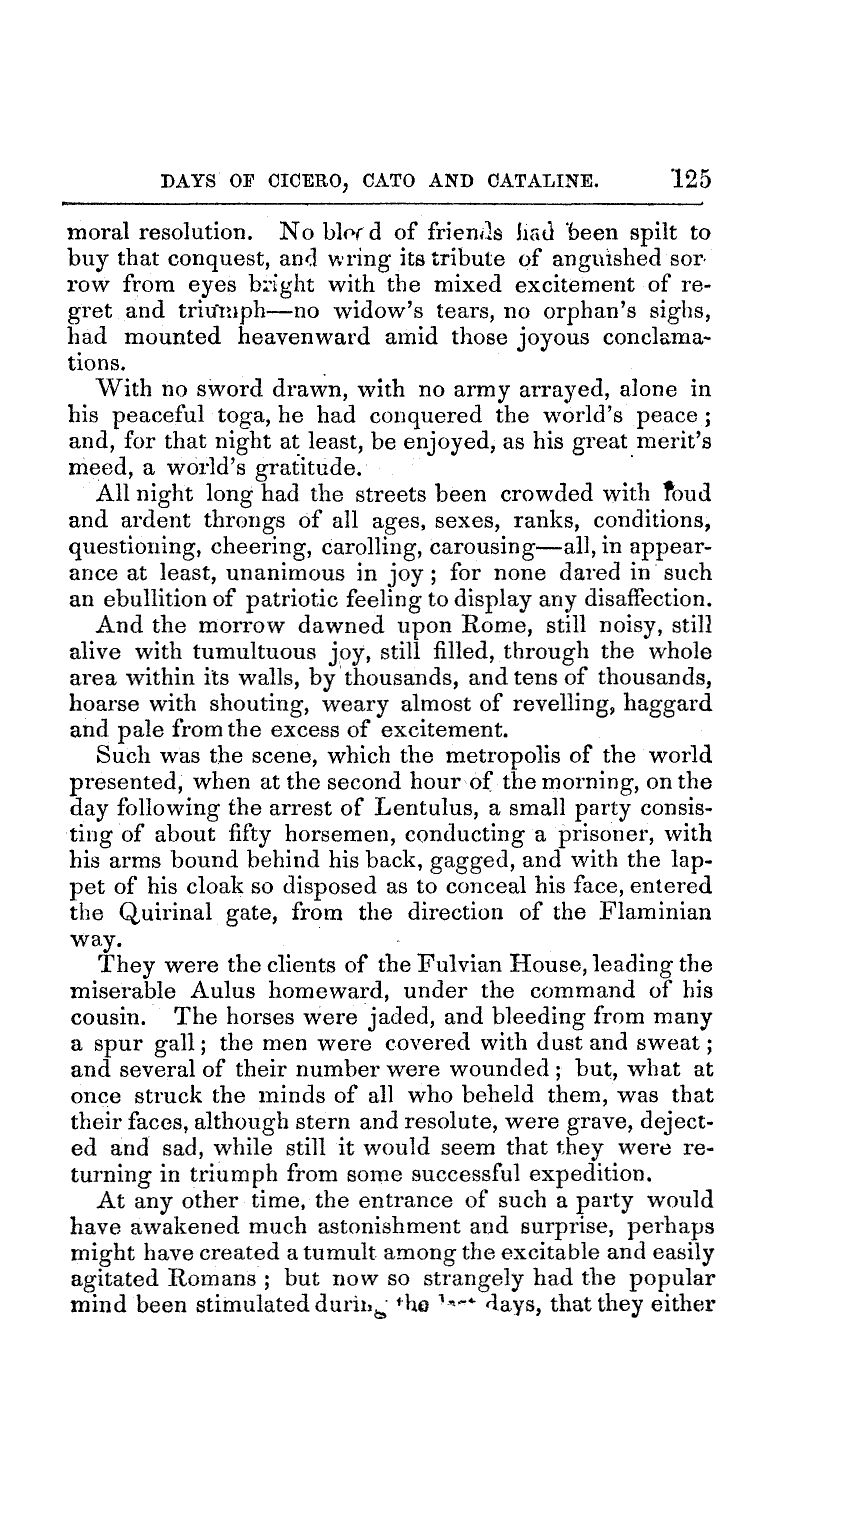 DAYS OF CICERO, CATO AND CATALINE. 125
moral resolution. No blood of friends had been spilt to
buy that conquest, and wring its tribute of anguished sor-
row from eyes bright with the mixed excitement of re-
gret and triumph—no widow's tears, no orphan's sighs,
had mounted heavenward amid those joyous conclama-
tions.
With no sword drawn, with no army arrayed, alone in
his peaceful toga, he had conquered the world's peace ;
and, for that night at least, be enjoyed, as his great merit's
meed, a world's gratitude.
All night long had the streets been crowded with loud
and ardent throngs of all ages, sexes, ranks, conditions,
questioning, cheering, carolling, carousing—all, in appear-
ance at least, unanimous in joy ; for none dared in such
an ebullition of patriotic feeling to display any disaffection.
And the morrow dawned upon Rome, still noisy, still
alive with tumultuous joy, still filled, through the whole
area within its walls, by thousands, and tens of thousands,
hoarse with shouting, weary almost of revelling, haggard
and pale from the excess of excitement.
Such was the scene, which the metropolis of the world
presented, when at the second hour of the morning, on the
day following the arrest of Lentulus, a small party consis-
ting of about fifty horsemen, conducting a prisoner, with
his arms bound behind his back, gagged, and with the lap-
pet of his cloak so disposed as to conceal his face, entered
the Quirinal gate, from the direction of the Flaminian
way.
They were the clients of the Fulvian House, leading the
miserable Aulus homeward, under the command of his
cousin. The horses were jaded, and bleeding from many
a spur gall ; the men were covered with dust and sweat ;
and several of their number were wounded ; but, what at
once struck the minds of all who beheld them, was that
their faces, although stern and resolute, were grave, deject-
ed and sad, while still it would seem that they were re-
turning in triumph from some successful expedition.
At any other time, the entrance of such a party would
have awakened much astonishment and surprise, perhaps
might have created a tumult among the excitable and easily
agitated Romans ; but now so strangely had the popular
mind been stimulated during the days, that they either